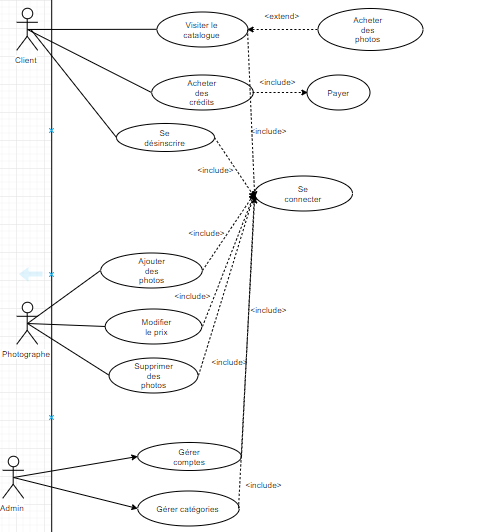 Visiter le
catalogue
<extend>
Acheter
des
photos
Client
Acheter
des
crédits
<include>
Payer
Se
désinscrire
<include>
<include>
Se
connecter
<include>
Ajouter
des
photos
<include>
Modifier
le prix
<include>
Photographe
Supprimer
des
photos
<include>
Gérer
comptes
<include>
Admin
Gérer catégories